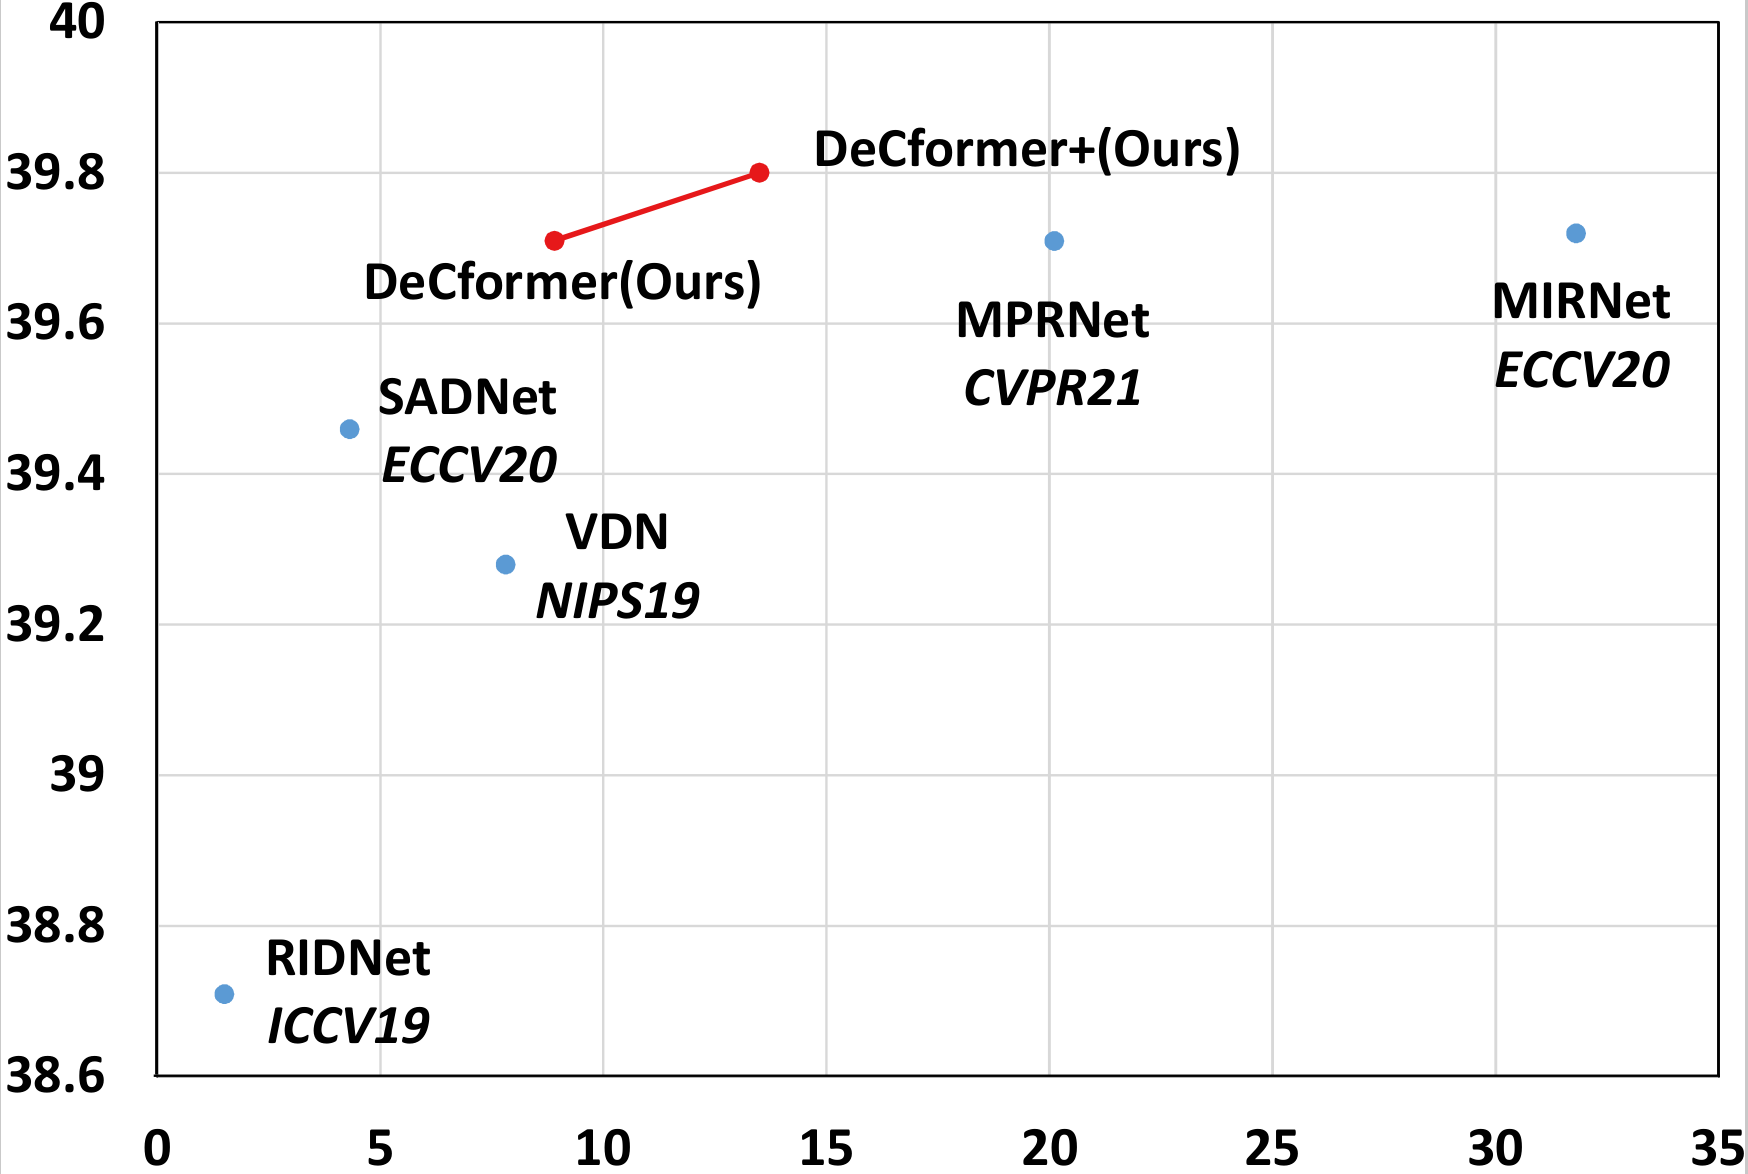 40
39.8
39.6
39.4
39.2
39
38.8
38.6
DeCformer+(Ours)
DeCformer(Ours)
MPRNet
CVPR21
MIRNet
ECCV20
SADNet
ECCV20
VDN
NIPS19
RIDNet
ICCV19
0 5 10 15 20 25 30 35